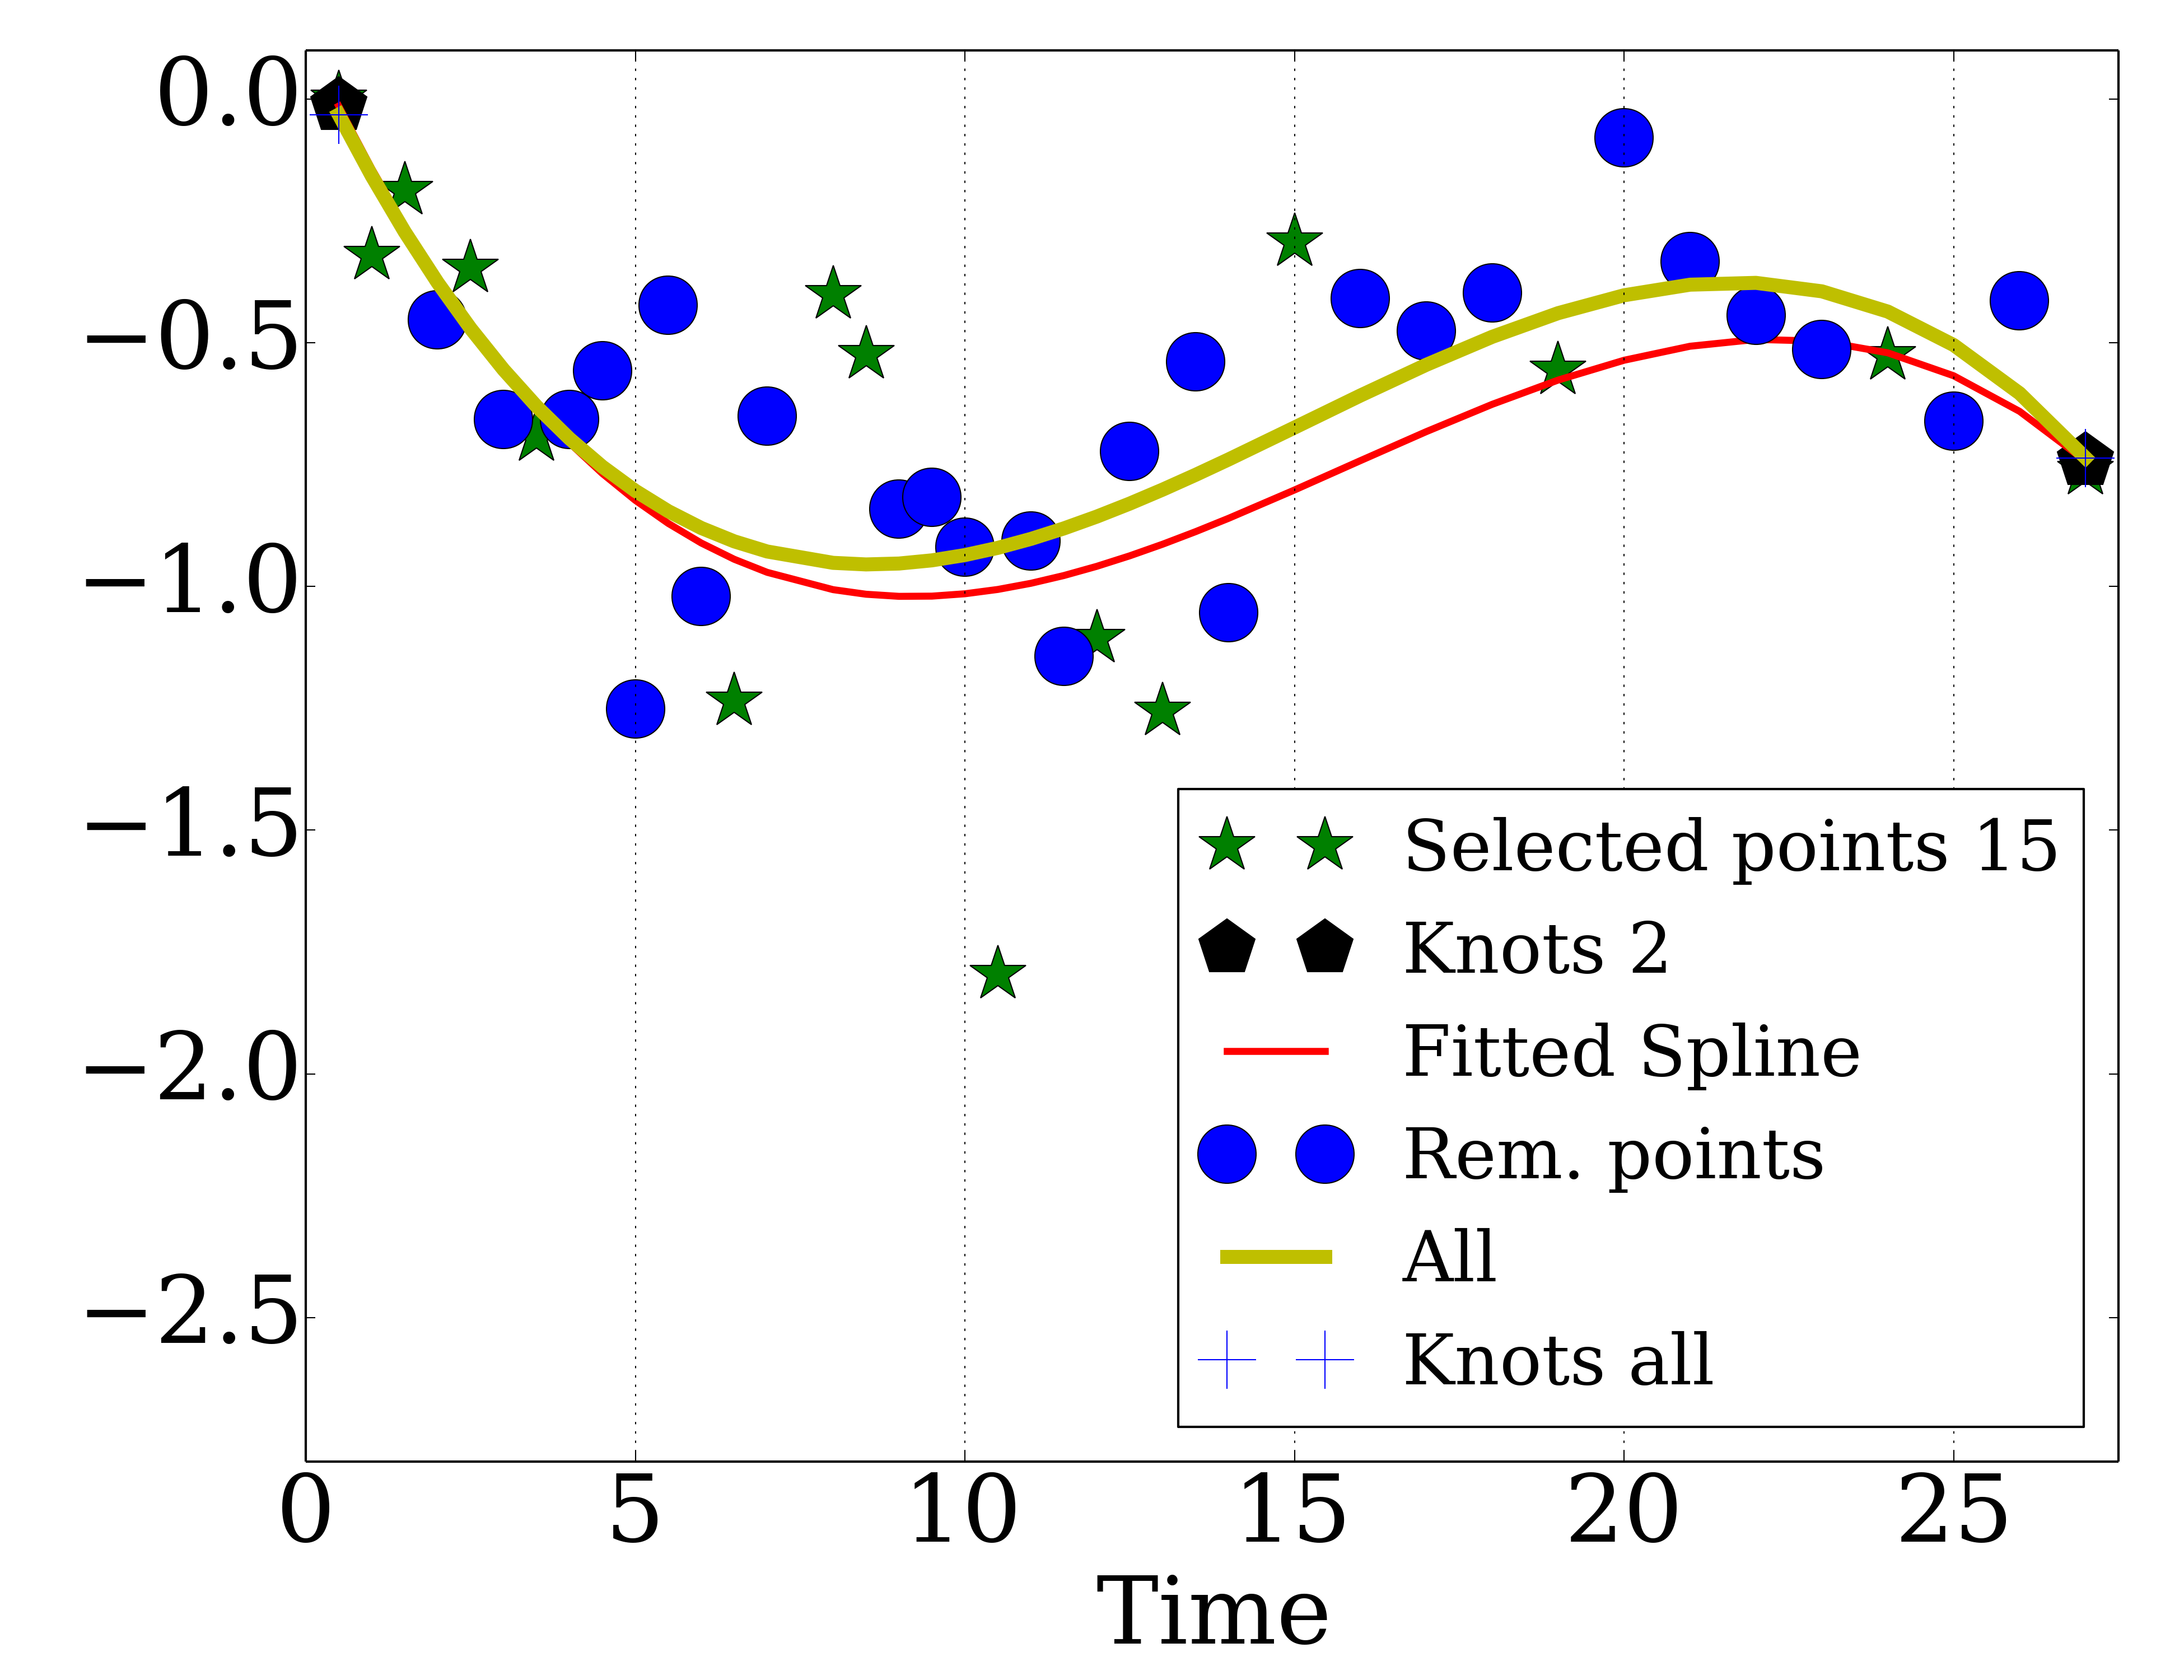 0.0
−0.5
−1.0
−1.5
−2.0
−2.5
Selected points 15
Knots 2
Fitted Spline
Rem. points
All
Knots all
0 5 10 15 20 25
Time